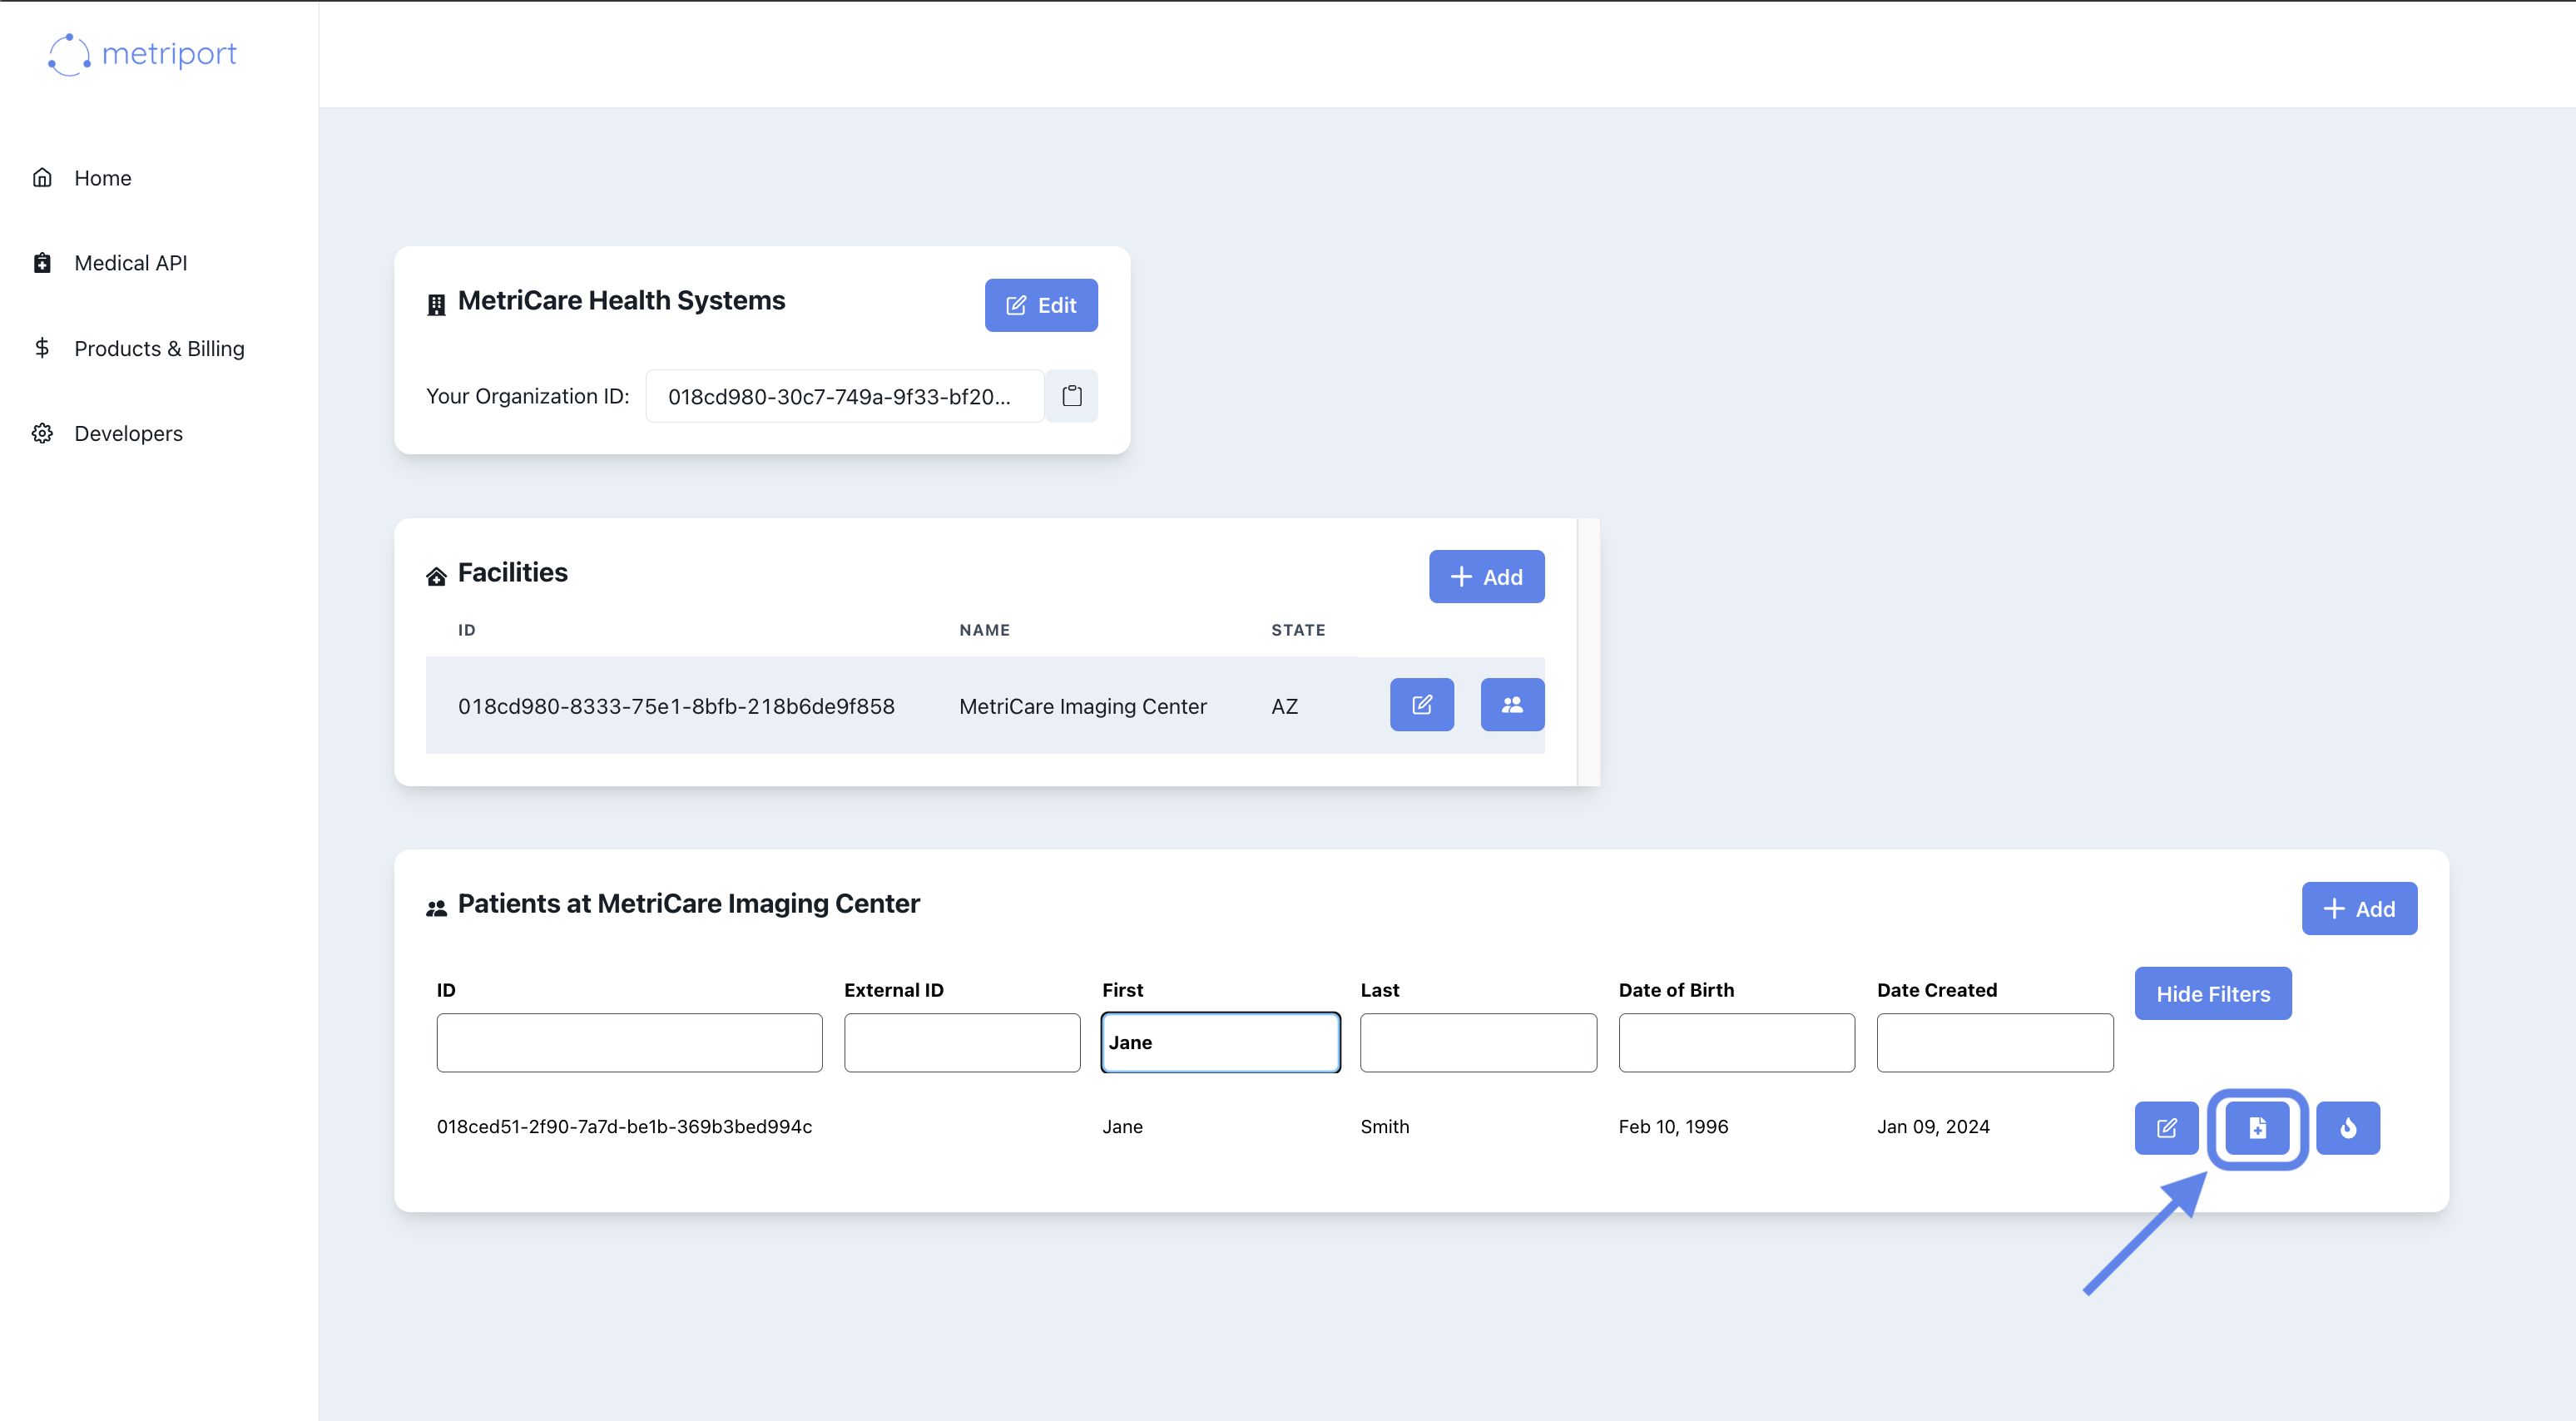 metriport
Home
Medical API
Products & Billing
Developers
MetriCare Health Systems
Edit
Your Organization ID: 018cd980-30c7-749a-9f33-bf20...
Facilities
Add
ID NAME STATE
018cd980-8333-75e1-8bfb-218b6de9f858 MetriCare Imaging Center AZ
Patients at MetriCare Imaging Center
Add
ID External ID First Last Date of Birth Date Created
Hide Filters
Jane
018ced51-2f90-7a7d-be1b-369b3bed994c Jane Smith Feb 10, 1996 Jan 09, 2024